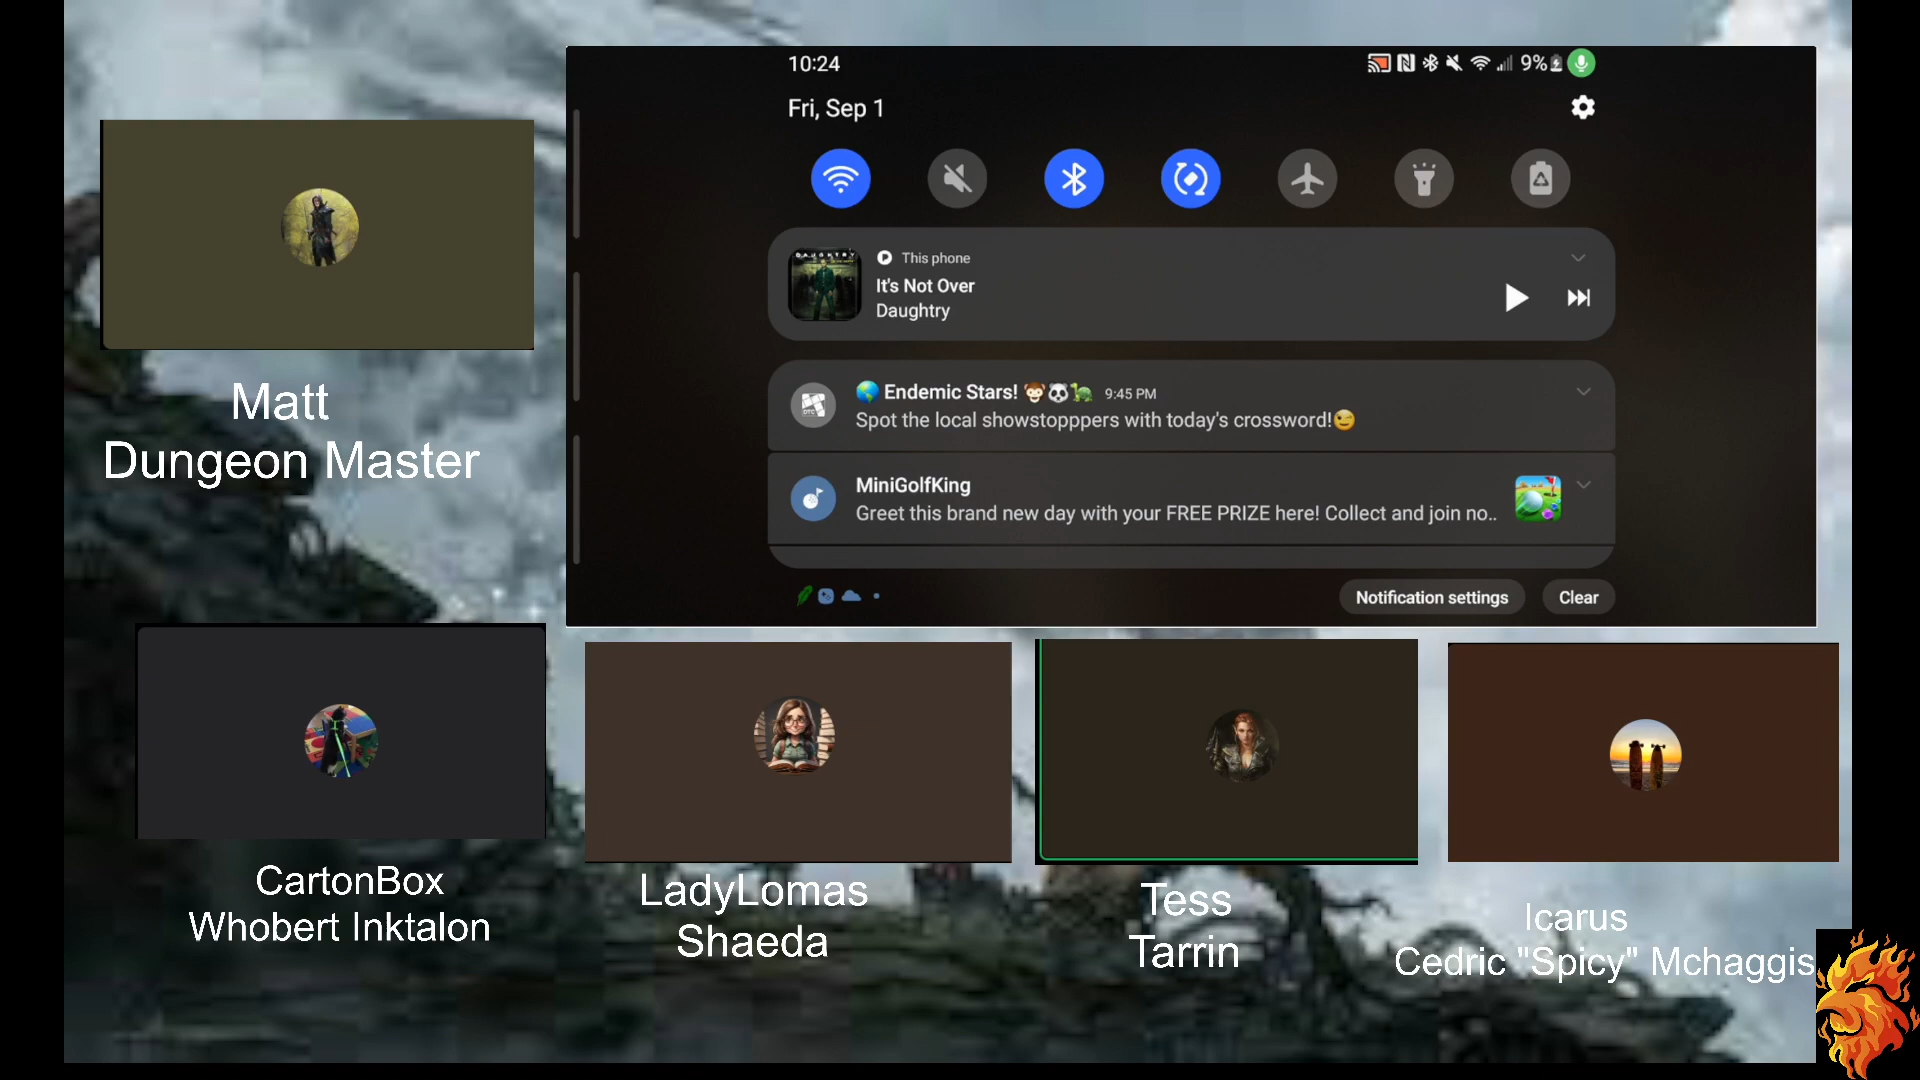 10:24
9%
Fri, Sep 1
DAUGHTRY
This phone
It's Not Over
Daughtry
🌎 Endemic Stars! 🐵🐼🐢 9:45 PM
Spot the local showstopppers with today's crossword!😉
DTC
MiniGolfKing
Greet this brand new day with your FREE PRIZE here! Collect and join no..
Notification settings
Clear
Matt
Dungeon Master
CartonBox
Whobert Inktalon
LadyLomas
Shaeda
Tess
Tarrin
Icarus
Cedric "Spicy" Mchaggis